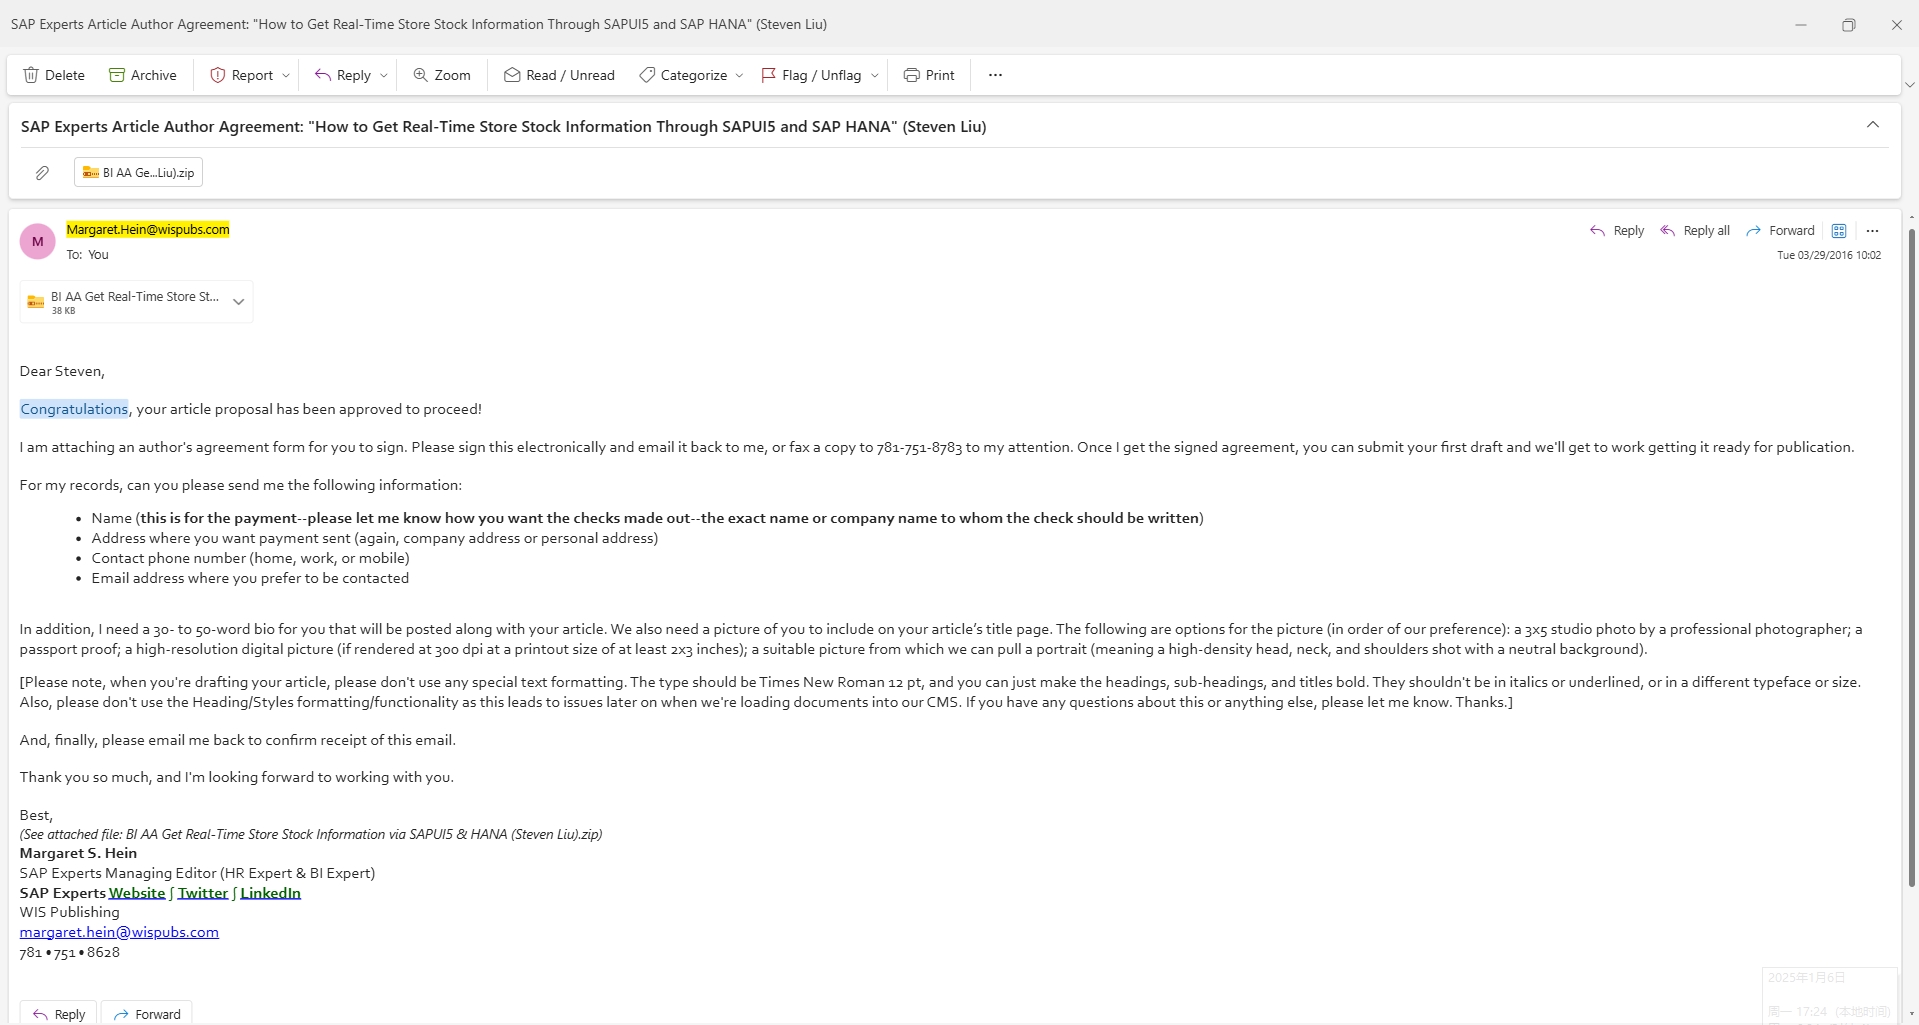 SAP Experts Article Author Agreement: "How to Get Real-Time Store Stock Information Through SAPUI5 and SAP HANA" (Steven Liu)
Delete Archive Report Reply Zoom Read / Unread Categorize Flag / Unflag Print ...
SAP Experts Article Author Agreement: "How to Get Real-Time Store Stock Information Through SAPUI5 and SAP HANA" (Steven Liu)
BI AA Ge...Liu).zip
M
Margaret.Hein@wispubs.com
To: You
Reply Reply all Forward ...
Tue 03/29/2016 10:02
BI AA Get Real-Time Store St...
38 KB
Dear Steven,
Congratulations, your article proposal has been approved to proceed!
I am attaching an author's agreement form for you to sign. Please sign this electronically and email it back to me, or fax a copy to 781-751-8783 to my attention. Once I get the signed agreement, you can submit your first draft and we'll get to work getting it ready for publication.
For my records, can you please send me the following information:
• Name (this is for the payment--please let me know how you want the checks made out--the exact name or company name to whom the check should be written)
• Address where you want payment sent (again, company address or personal address)
• Contact phone number (home, work, or mobile)
• Email address where you prefer to be contacted
In addition, I need a 30- to 50-word bio for you that will be posted along with your article. We also need a picture of you to include on your article’s title page. The following are options for the picture (in order of our preference): a 3x5 studio photo by a professional photographer; a
passport proof; a high-resolution digital picture (if rendered at 300 dpi at a printout size of at least 2x3 inches); a suitable picture from which we can pull a portrait (meaning a high-density head, neck, and shoulders shot with a neutral background).
[Please note, when you're drafting your article, please don't use any special text formatting. The type should be Times New Roman 12 pt, and you can just make the headings, sub-headings, and titles bold. They shouldn't be in italics or underlined, or in a different typeface or size.
Also, please don't use the Heading/Styles formatting/functionality as this leads to issues later on when we're loading documents into our CMS. If you have any questions about this or anything else, please let me know. Thanks.]
And, finally, please email me back to confirm receipt of this email.
Thank you so much, and I'm looking forward to working with you.
Best,
(See attached file: BI AA Get Real-Time Store Stock Information via SAPUI5 & HANA (Steven Liu).zip)
Margaret S. Hein
SAP Experts Managing Editor (HR Expert & BI Expert)
SAP Experts Website ∫ Twitter ∫ LinkedIn
WIS Publishing
margaret.hein@wispubs.com
781 • 751 • 8628
2025年1月6日
周一 17:24 (本地时间)
Reply Forward